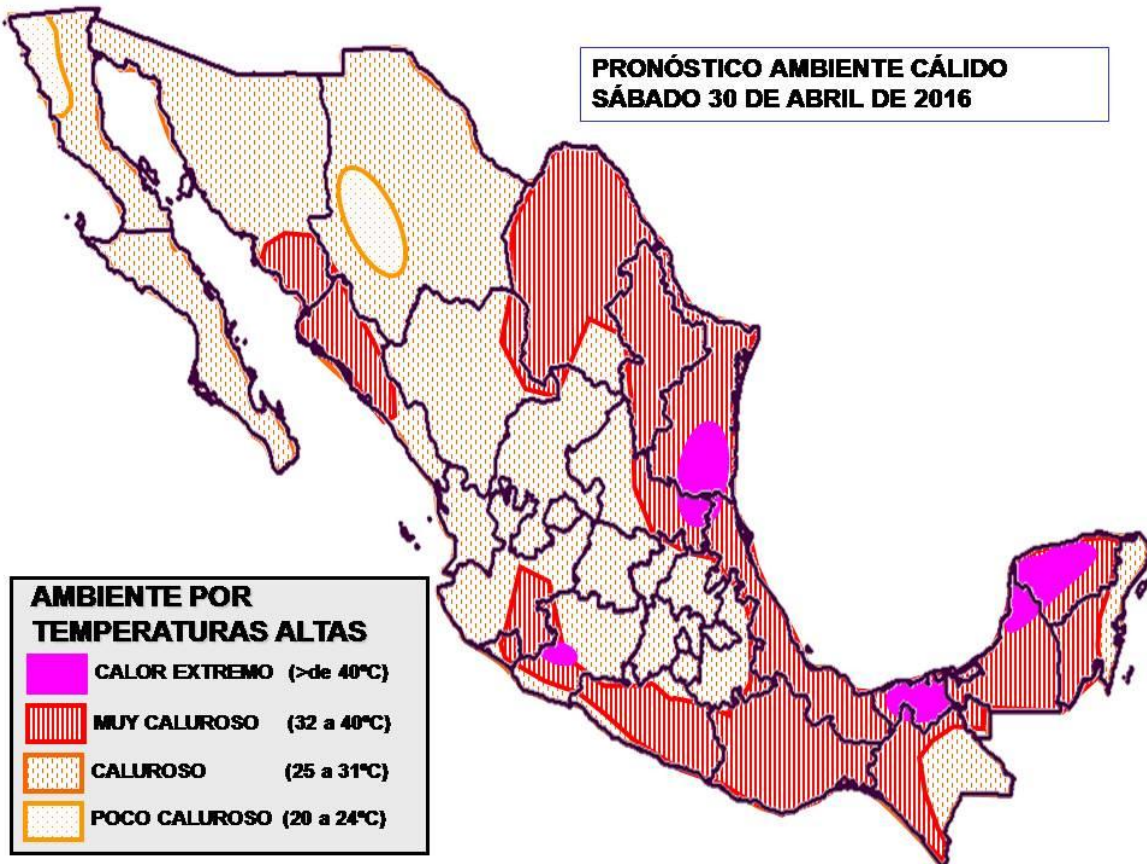 PRONÓSTICO AMBIENTE CÁLIDO
SÁBADO 30 DE ABRIL DE 2016
AMBIENTE POR
TEMPERATURAS ALTAS
CALOR EXTREMO (>de 40ºC)
MUY CALUROSO (32 a 40ºC)
CALUROSO (25 a 31ºC)
POCO CALUROSO (20 a 24ºC)